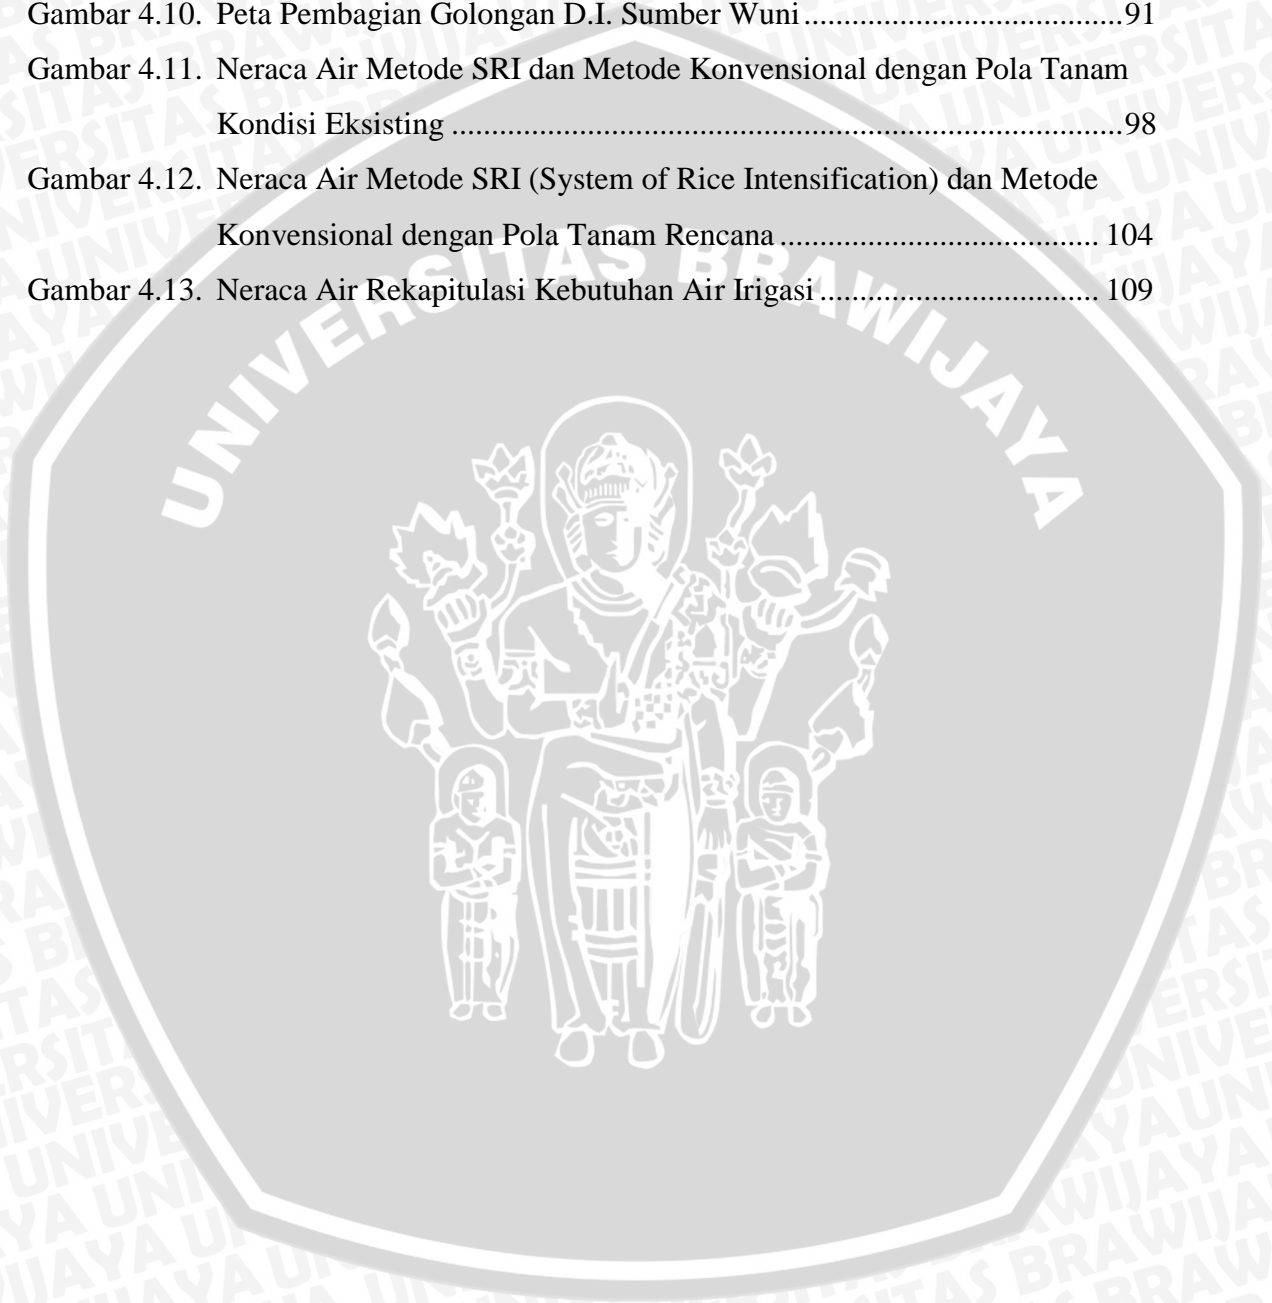 Gambar 4.10. Peta Pembagian Golongan D.I. Sumber Wuni........................................91
Gambar 4.11. Neraca Air Metode SRI dan Metode Konvensional dengan Pola Tanam
Kondisi Eksisting....................................................................................98
Gambar 4.12. Neraca Air Metode SRI (System of Rice Intensification) dan Metode
Konvensional dengan Pola Tanam Rencana........................................ 104
Gambar 4.13. Neraca Air Rekapitulasi Kebutuhan Air Irigasi................................... 109
UNIVERSITAS BRAWIJAYA